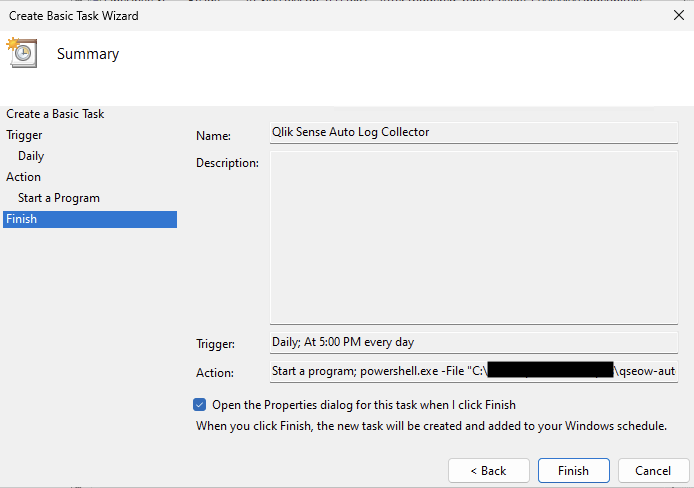 Create Basic Task Wizard
Summary
Create a Basic Task
Trigger
Daily
Action
Start a Program
Finish
Name: Qlik Sense Auto Log Collector
Description:
Trigger: Daily; At 5:00 PM every day
Action: Start a program; powershell.exe -File "C:\ \qseow-aut
Open the Properties dialog for this task when I click Finish
When you click Finish, the new task will be created and added to your Windows schedule.
< Back Finish Cancel